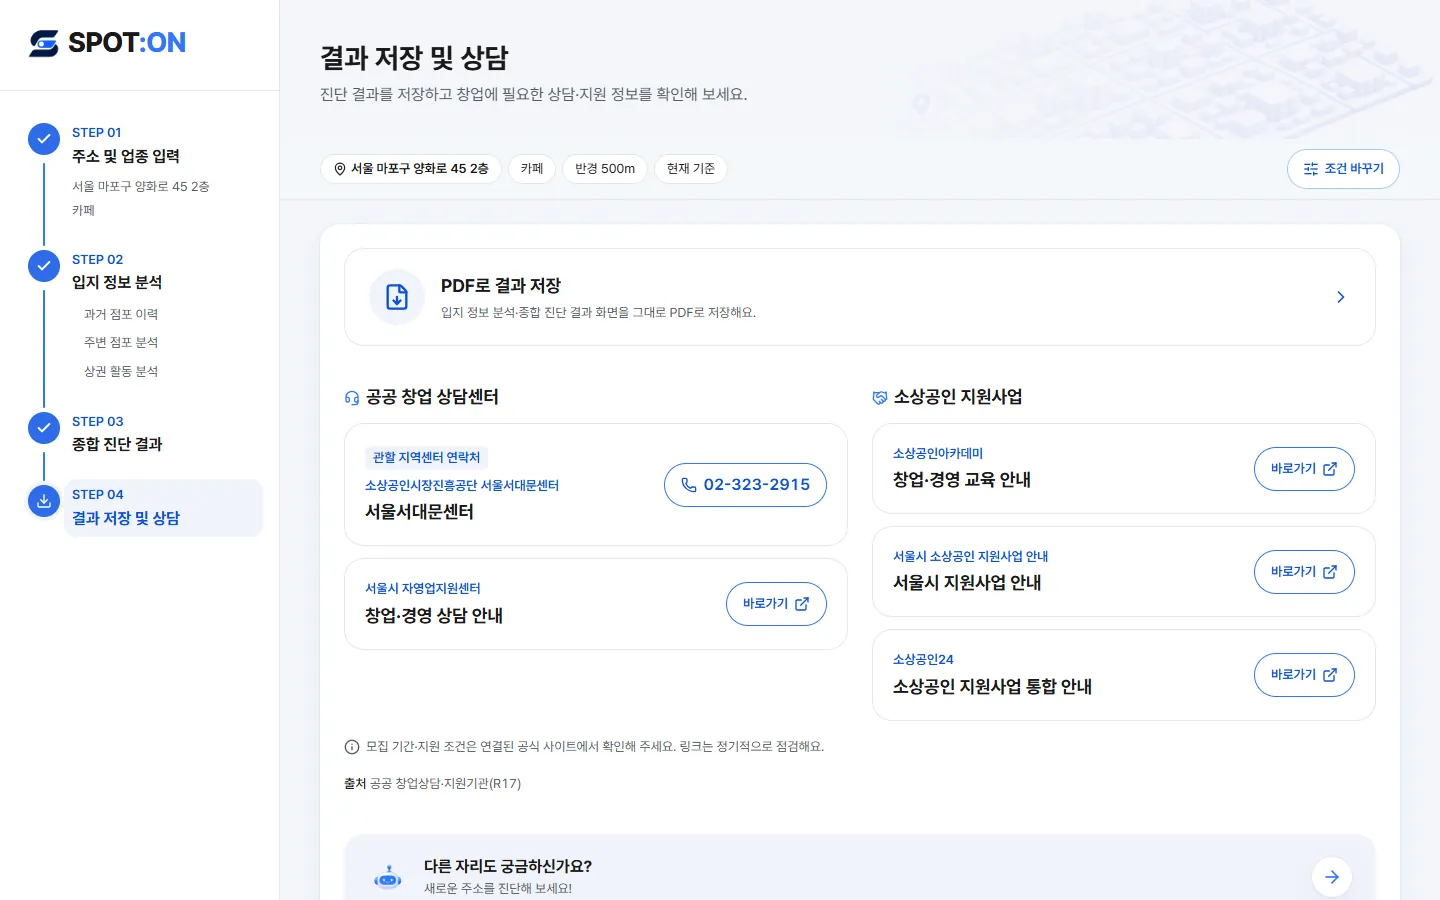 SPOT:ON
STEP 01
주소 및 업종 입력
서울 마포구 양화로 45 2층
카페
STEP 02
입지 정보 분석
과거 점포 이력
주변 점포 분석
상권 활동 분석
STEP 03
종합 진단 결과
STEP 04
결과 저장 및 상담
결과 저장 및 상담
진단 결과를 저장하고 창업에 필요한 상담·지원 정보를 확인해 보세요.
서울 마포구 양화로 45 2층
카페
반경 500m
현재 기준
조건 바꾸기
PDF로 결과 저장
입지 정보 분석·종합 진단 결과 화면을 그대로 PDF로 저장해요.
공공 창업 상담센터
관할 지역센터 연락처
소상공인시장진흥공단 서울서대문센터
서울서대문센터
02-323-2915
서울시 자영업지원센터
창업·경영 상담 안내
바로가기
소상공인 지원사업
소상공인아카데미
창업·경영 교육 안내
바로가기
서울시 소상공인 지원사업 안내
서울시 지원사업 안내
바로가기
소상공인24
소상공인 지원사업 통합 안내
바로가기
모집 기간·지원 조건은 연결된 공식 사이트에서 확인해 주세요. 링크는 정기적으로 점검해요.
출처 공공 창업상담·지원기관(R17)
다른 자리도 궁금하신가요?
새로운 주소를 진단해 보세요!